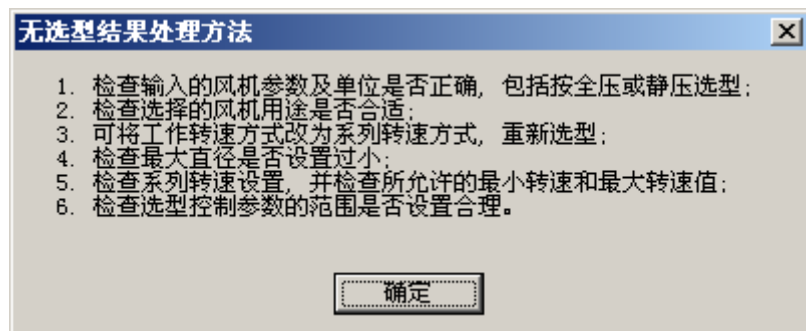 无选型结果处理方法
1. 检查输入的风机参数及单位是否正确, 包括按全压或静压选型;
2. 检查选择的风机用途是否合适;
3. 可将工作转速方式改为系列转速方式, 重新选型;
4. 检查最大直径是否设置过小;
5. 检查系列转速设置, 并检查所允许的最小转速和最大转速值;
6. 检查选型控制参数的范围是否设置合理。
确定